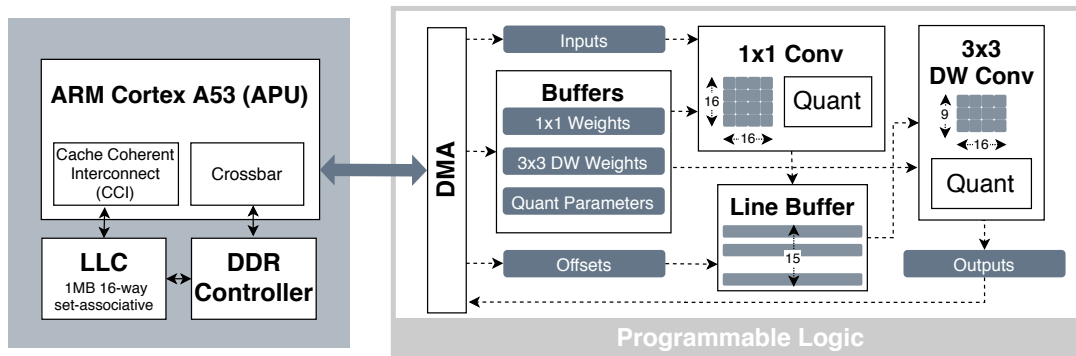 ARM Cortex A53 (APU)
Cache Coherent
Interconnect
(CCI)
Crossbar
LLC
1MB 16-way
set-associative
DDR
Controller
DMA
Inputs
Buffers
1x1 Weights
3x3 DW Weights
Quant Parameters
Offsets
1x1 Conv
16
16
Quant
Line Buffer
15
3x3
DW Conv
9
16
Quant
Outputs
Programmable Logic